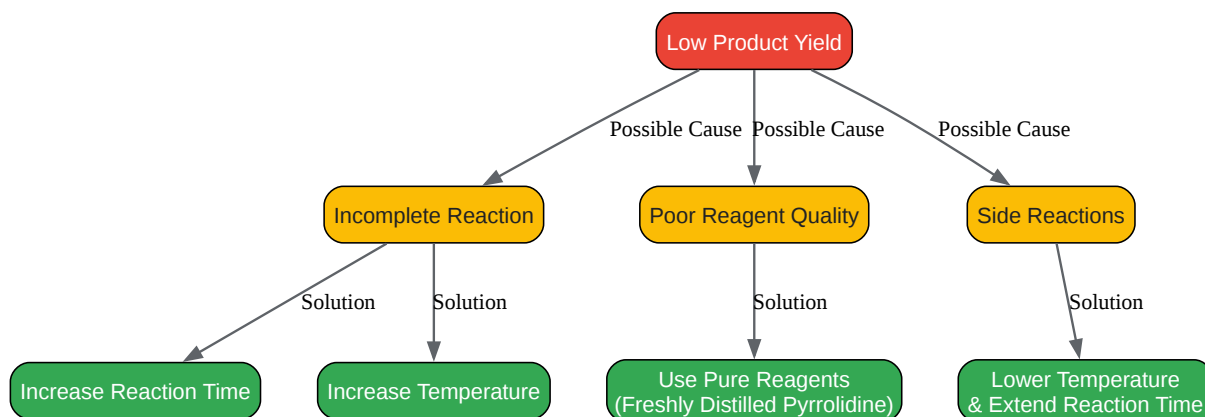 Low Product Yield
Possible Cause
Possible Cause
Possible Cause
Incomplete Reaction
Poor Reagent Quality
Side Reactions
Solution
Solution
Solution
Solution
Increase Reaction Time
Increase Temperature
Use Pure Reagents
(Freshly Distilled Pyrrolidine)
Lower Temperature
& Extend Reaction Time